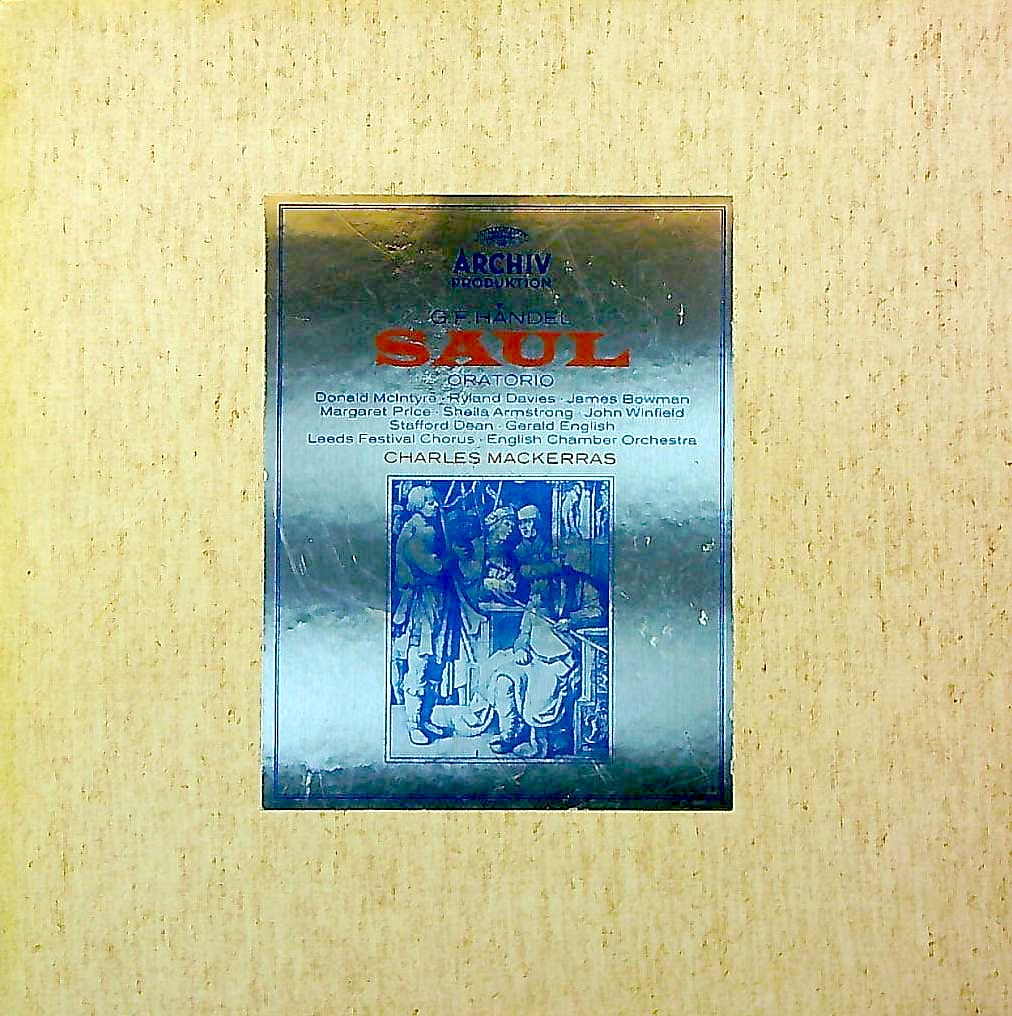 ARCHIV
PRODUKTION
G.F. HÄNDEL
SAUL
ORATORIO
Donald McIntyre · Ryland Davies · James Bowman
Margaret Price · Sheila Armstrong · John Winfield
Stafford Dean · Gerald English
Leeds Festival Chorus · English Chamber Orchestra
CHARLES MACKERRAS